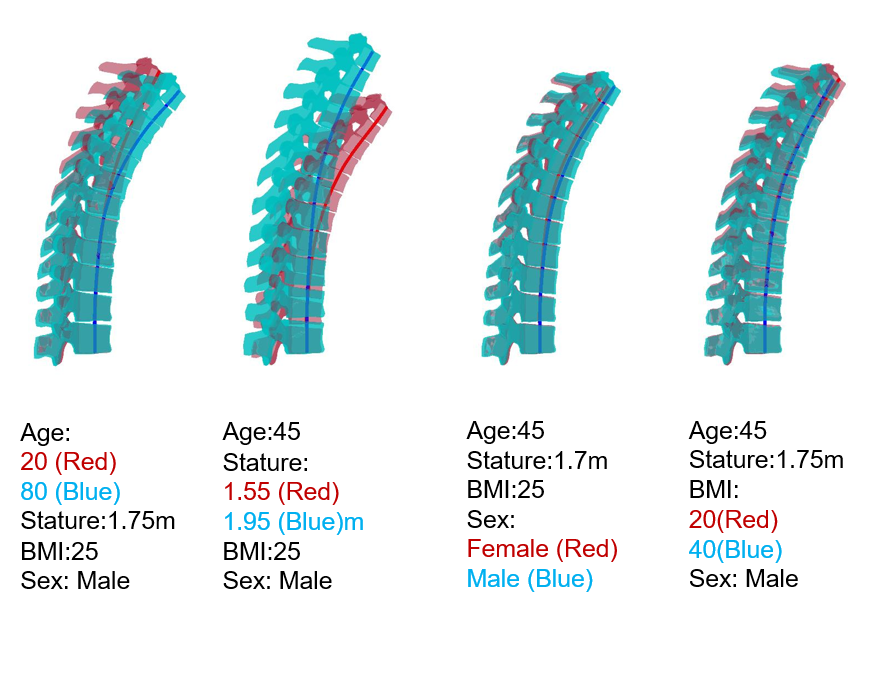 Age:
20 (Red)
80 (Blue)
Stature:1.75m
BMI:25
Sex: Male
Age:45
Stature:
1.55 (Red)
1.95 (Blue)m
BMI:25
Sex: Male
Age:45
Stature:1.7m
BMI:25
Sex:
Female (Red)
Male (Blue)
Age:45
Stature:1.75m
BMI:
20(Red)
40(Blue)
Sex: Male